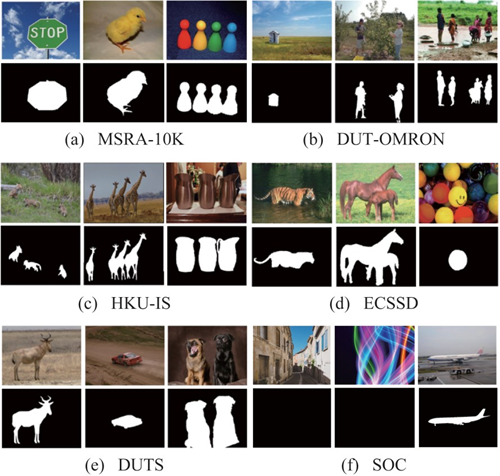 STOP
(a) MSRA-10K
(b) DUT-OMRON
(c) HKU-IS
(d) ECSSD
(e) DUTS
(f) SOC